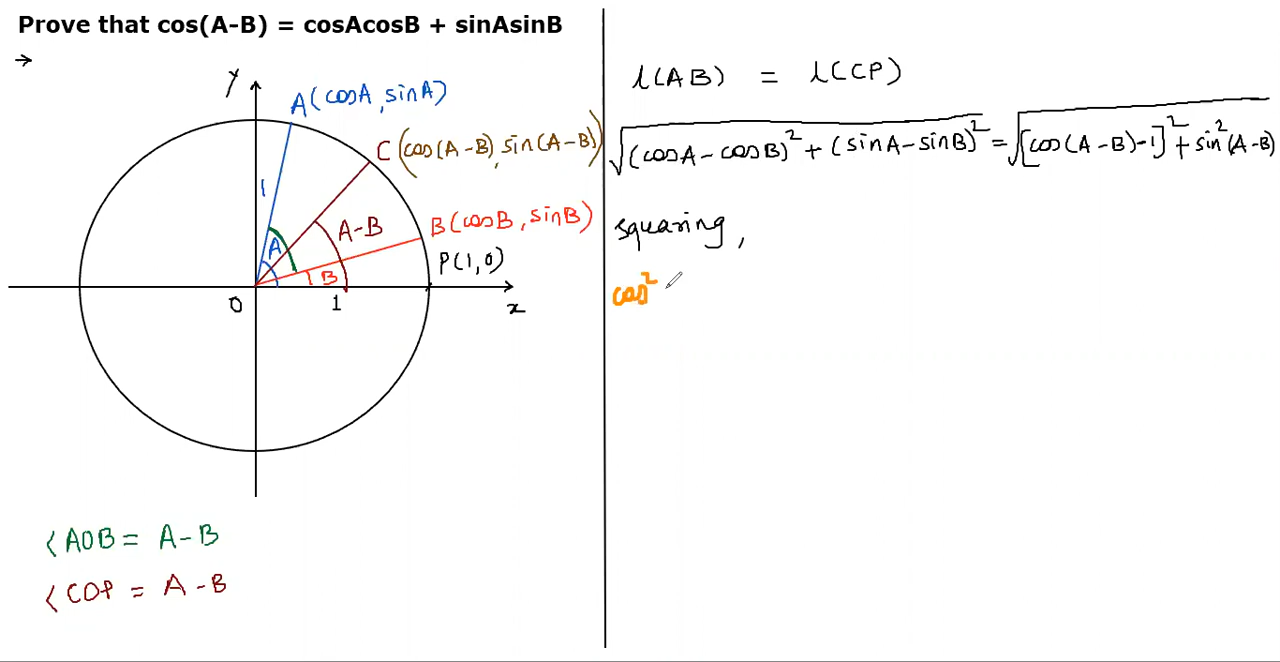 Prove that cos(A-B) = cosAcosB + sinAsinB
→
Y
A(cosA, sinA)
C (cos(A-B), sin(A-B))
1
A-B
B(cosB, sinB)
A
B
P(1,0)
0
1
x
<AOB = A-B
<COP = A-B
l(AB) = l(CP)
√(cosA-cosB)² + (sinA-sinB)² = √[cos(A-B)-1]² + sin²(A-B)
squaring,
cos²